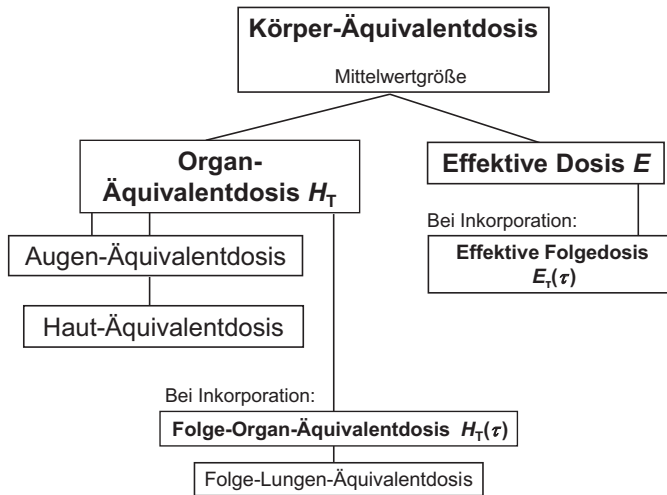 Körper-Äquivalentdosis
Mittelwertgröße
Organ-
Äquivalentdosis H_T
Effektive Dosis E
Augen-Äquivalentdosis
Haut-Äquivalentdosis
Bei Inkorporation:
Effektive Folgedosis
E_τ(τ)
Bei Inkorporation:
Folge-Organ-Äquivalentdosis H_T(τ)
Folge-Lungen-Äquivalentdosis